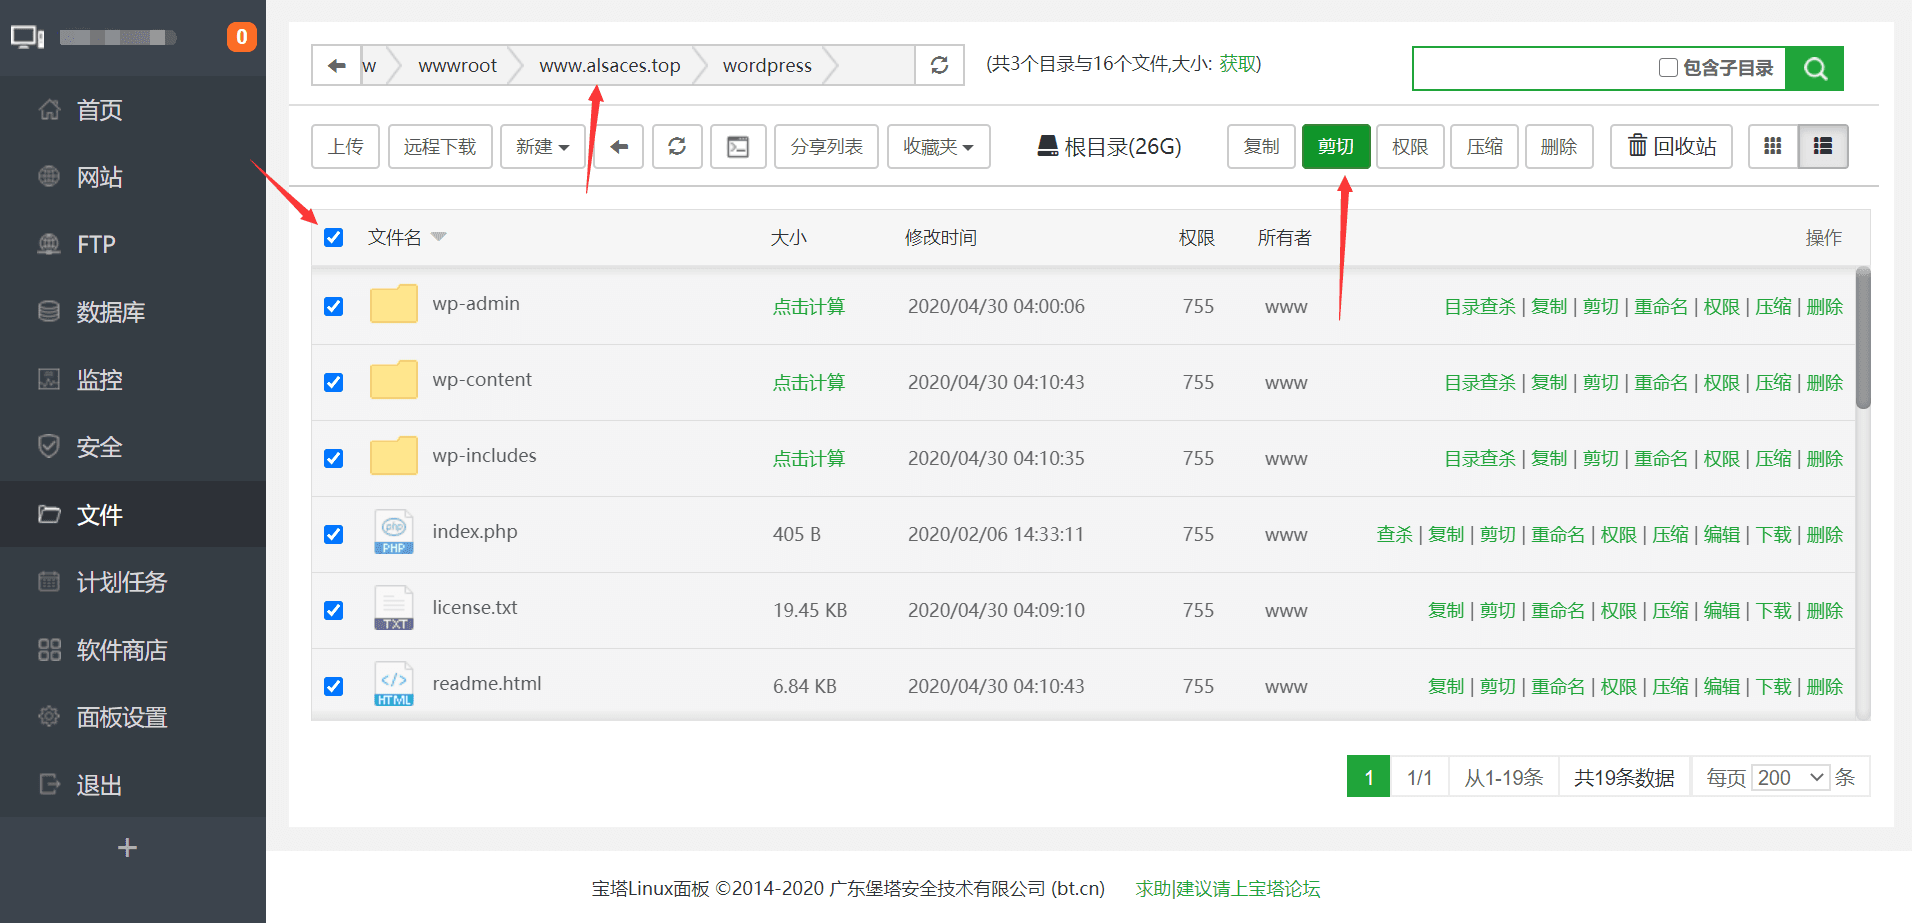 0
首页
网站
FTP
数据库
监控
安全
文件
计划任务
软件商店
面板设置
退出
+
w wwwroot www.alsaces.top wordpress (共3个目录与16个文件,大小: 获取) 包含子目录
上传 远程下载 新建 分享列表 收藏夹 根目录(26G) 复制 剪切 权限 压缩 删除 回收站
文件名 大小 修改时间 权限 所有者 操作
wp-admin 点击计算 2020/04/30 04:00:06 755 www 目录查杀 | 复制 | 剪切 | 重命名 | 权限 | 压缩 | 删除
wp-content 点击计算 2020/04/30 04:10:43 755 www 目录查杀 | 复制 | 剪切 | 重命名 | 权限 | 压缩 | 删除
wp-includes 点击计算 2020/04/30 04:10:35 755 www 目录查杀 | 复制 | 剪切 | 重命名 | 权限 | 压缩 | 删除
php PHP index.php 405 B 2020/02/06 14:33:11 755 www 查杀 | 复制 | 剪切 | 重命名 | 权限 | 压缩 | 编辑 | 下载 | 删除
TXT license.txt 19.45 KB 2020/04/30 04:09:10 755 www 复制 | 剪切 | 重命名 | 权限 | 压缩 | 编辑 | 下载 | 删除
</> HTML readme.html 6.84 KB 2020/04/30 04:10:43 755 www 复制 | 剪切 | 重命名 | 权限 | 压缩 | 编辑 | 下载 | 删除
1 1/1 从1-19条 共19条数据 每页 200 条
宝塔Linux面板 ©2014-2020 广东堡塔安全技术有限公司 (bt.cn) 求助|建议请上宝塔论坛